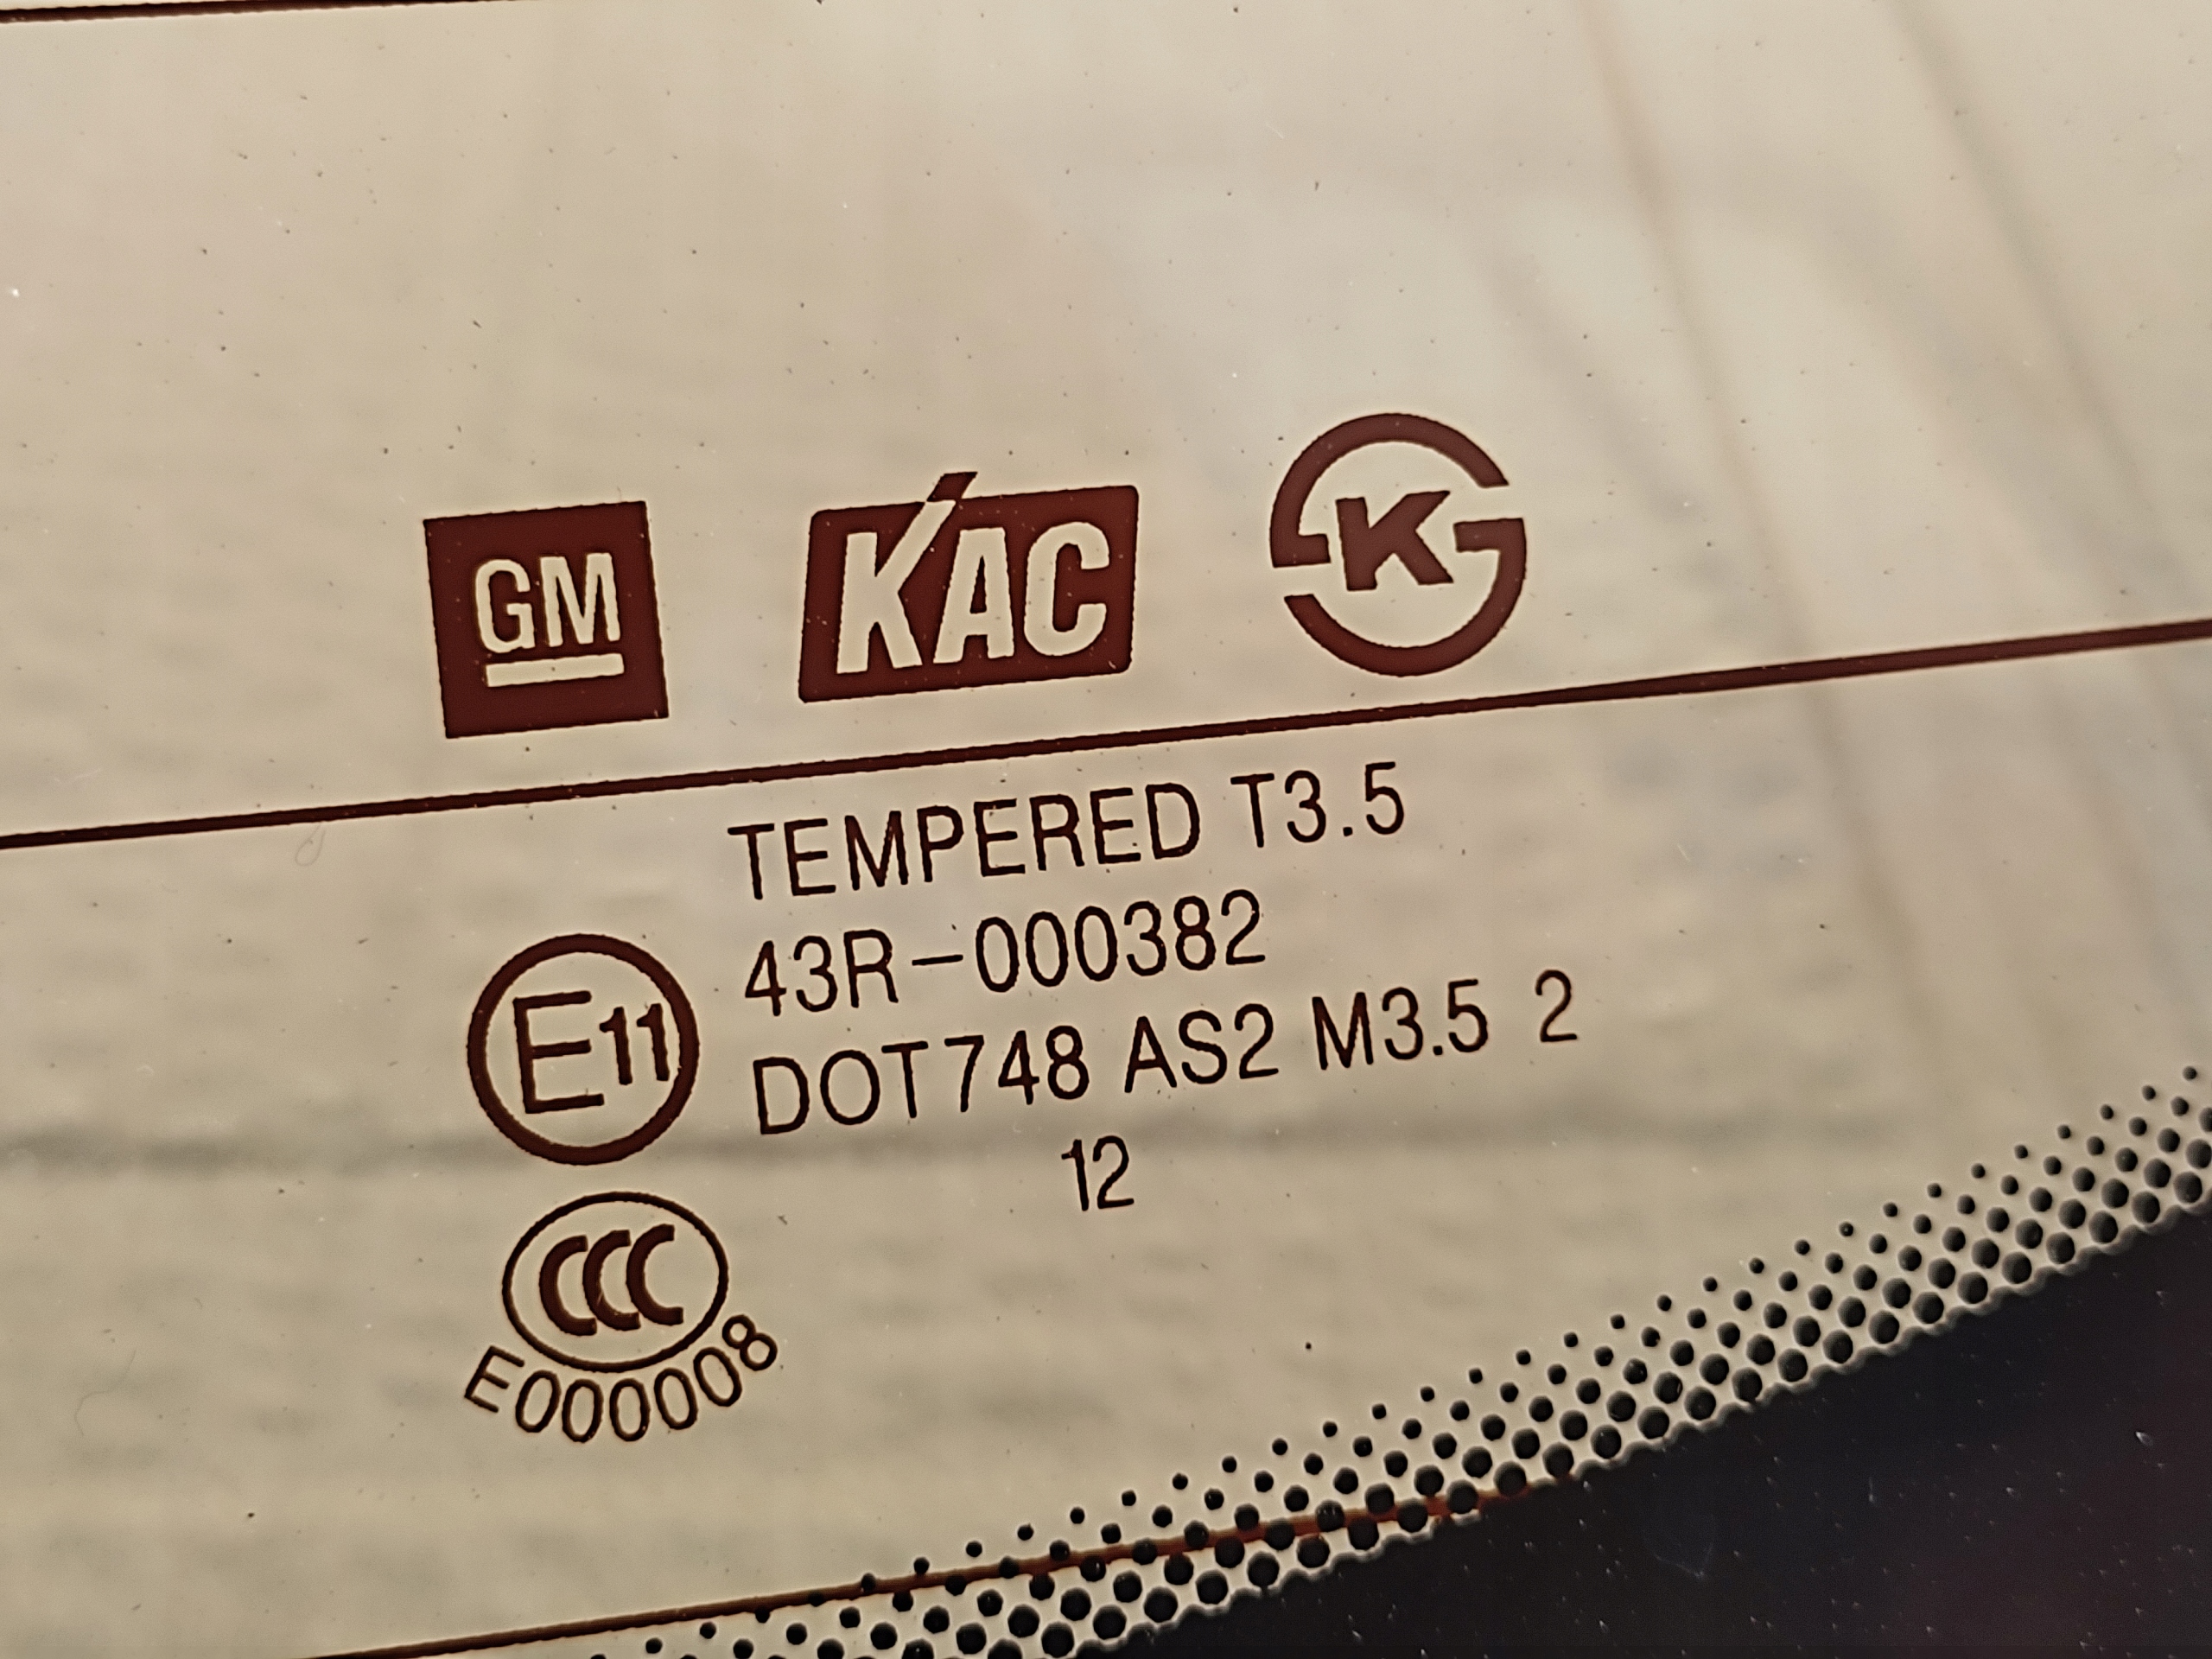 GM KAC K
TEMPERED T3.5
43R-000382
E11
DOT748 AS2 M3.5 2
12
CCC
E000008